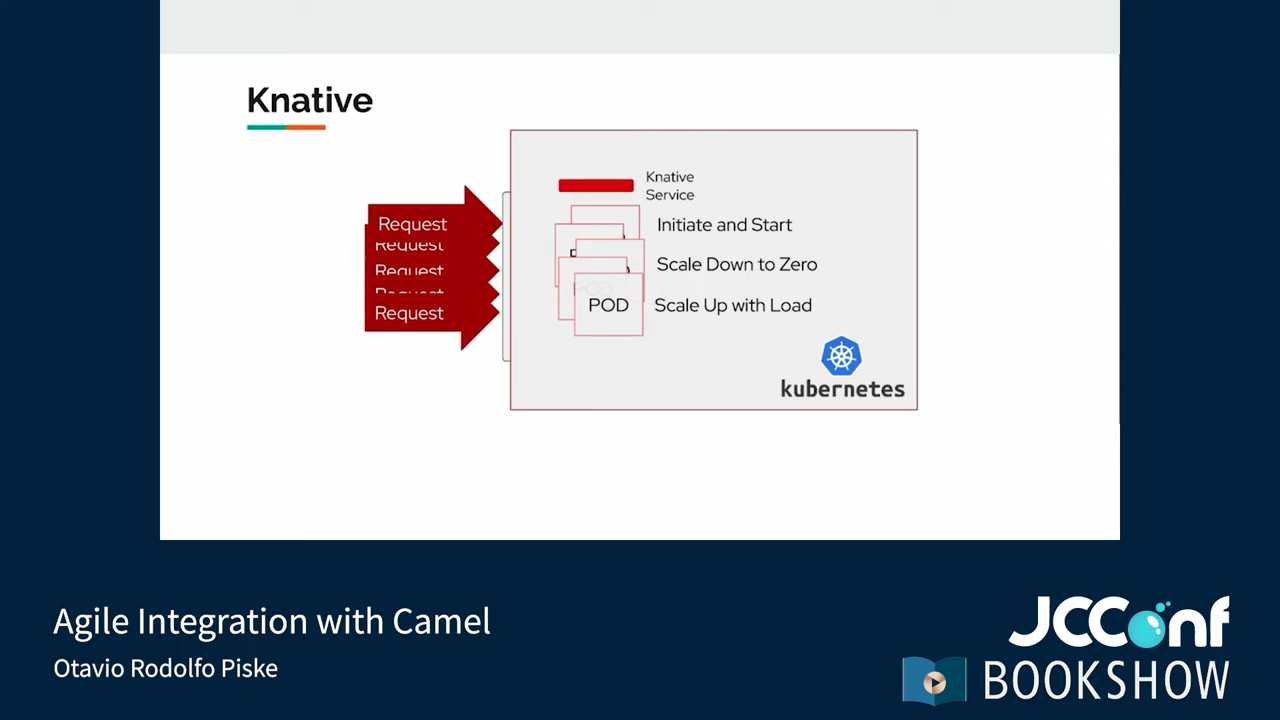 Knative
Knative
Service
Request
Request
Request
Request
Initiate and Start
Scale Down to Zero
POD
Scale Up with Load
kubernetes
Agile Integration with Camel
Otavio Rodolfo Piske
JCConf
BOOKSHOW